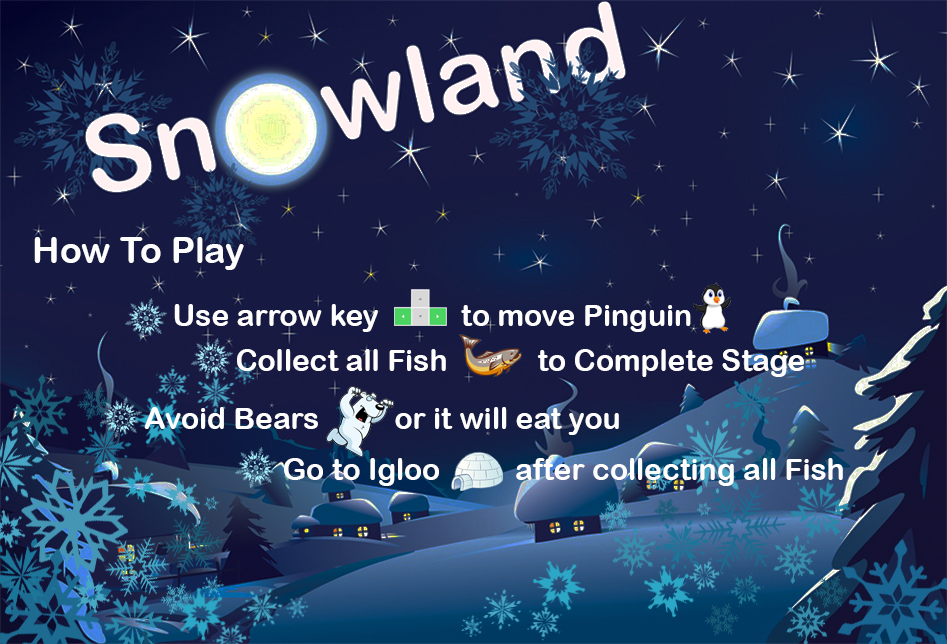 Snowland
How To Play
Use arrow key to move Pinguin
Collect all Fish to Complete Stage
Avoid Bears or it will eat you
Go to Igloo after collecting all Fish